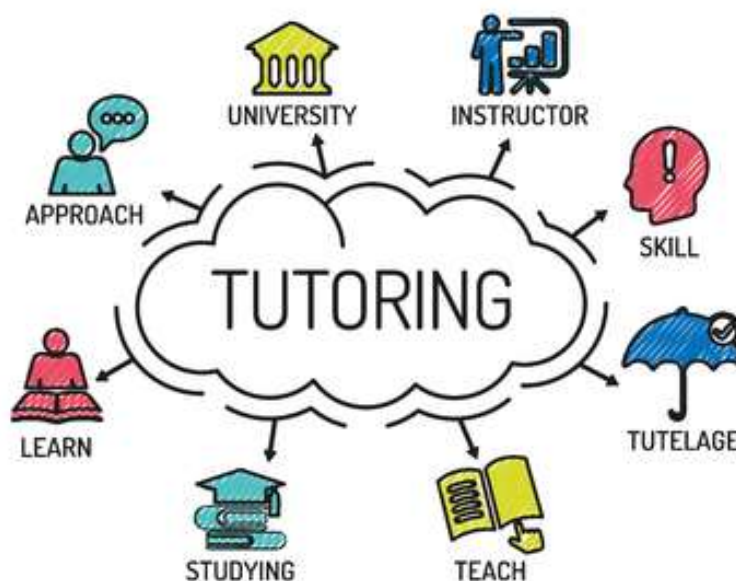 UNIVERSITY
INSTRUCTOR
APPROACH
SKILL
TUTORING
LEARN
TUTELAGE
STUDYING
TEACH